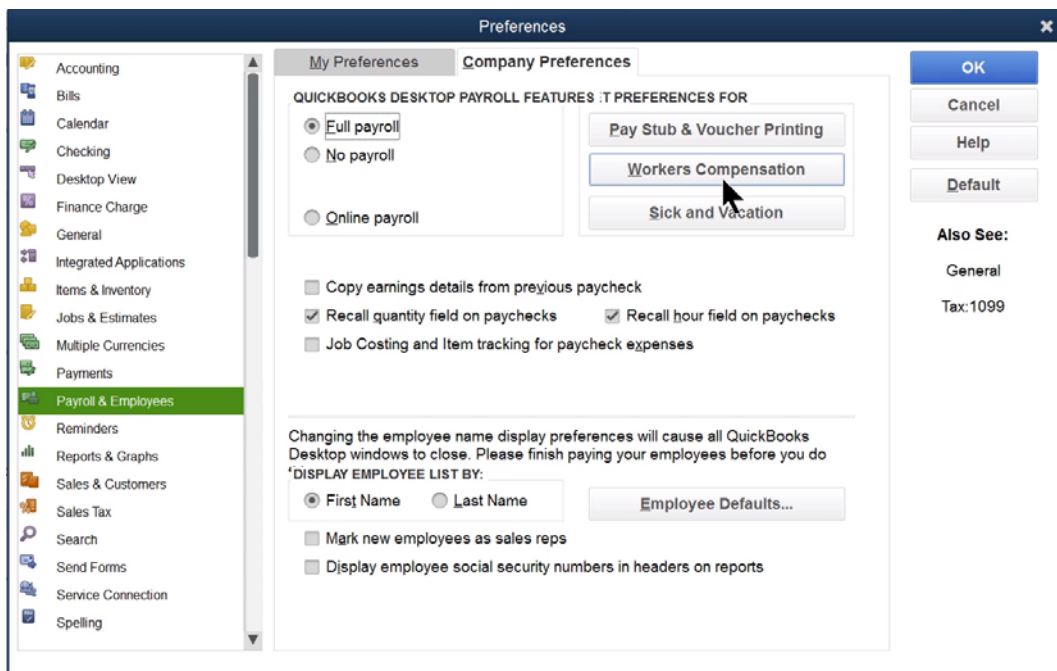 Preferences
Accounting
Bills
Calendar
Checking
Desktop View
Finance Charge
General
Integrated Applications
Items & Inventory
Jobs & Estimates
Multiple Currencies
Payments
Payroll & Employees
Reminders
Reports & Graphs
Sales & Customers
Sales Tax
Search
Send Forms
Service Connection
Spelling
My Preferences
Company Preferences
QUICKBOOKS DESKTOP PAYROLL FEATURES
T PREFERENCES FOR
Full payroll
No payroll
Online payroll
Pay Stub & Voucher Printing
Workers Compensation
Sick and Vacation
Copy earnings details from previous paycheck
Recall quantity field on paychecks
Recall hour field on paychecks
Job Costing and Item tracking for paycheck expenses
Changing the employee name display preferences will cause all QuickBooks
Desktop windows to close. Please finish paying your employees before you do
DISPLAY EMPLOYEE LIST BY:
First Name
Last Name
Employee Defaults...
Mark new employees as sales reps
Display employee social security numbers in headers on reports
OK
Cancel
Help
Default
Also See:
General
Tax:1099